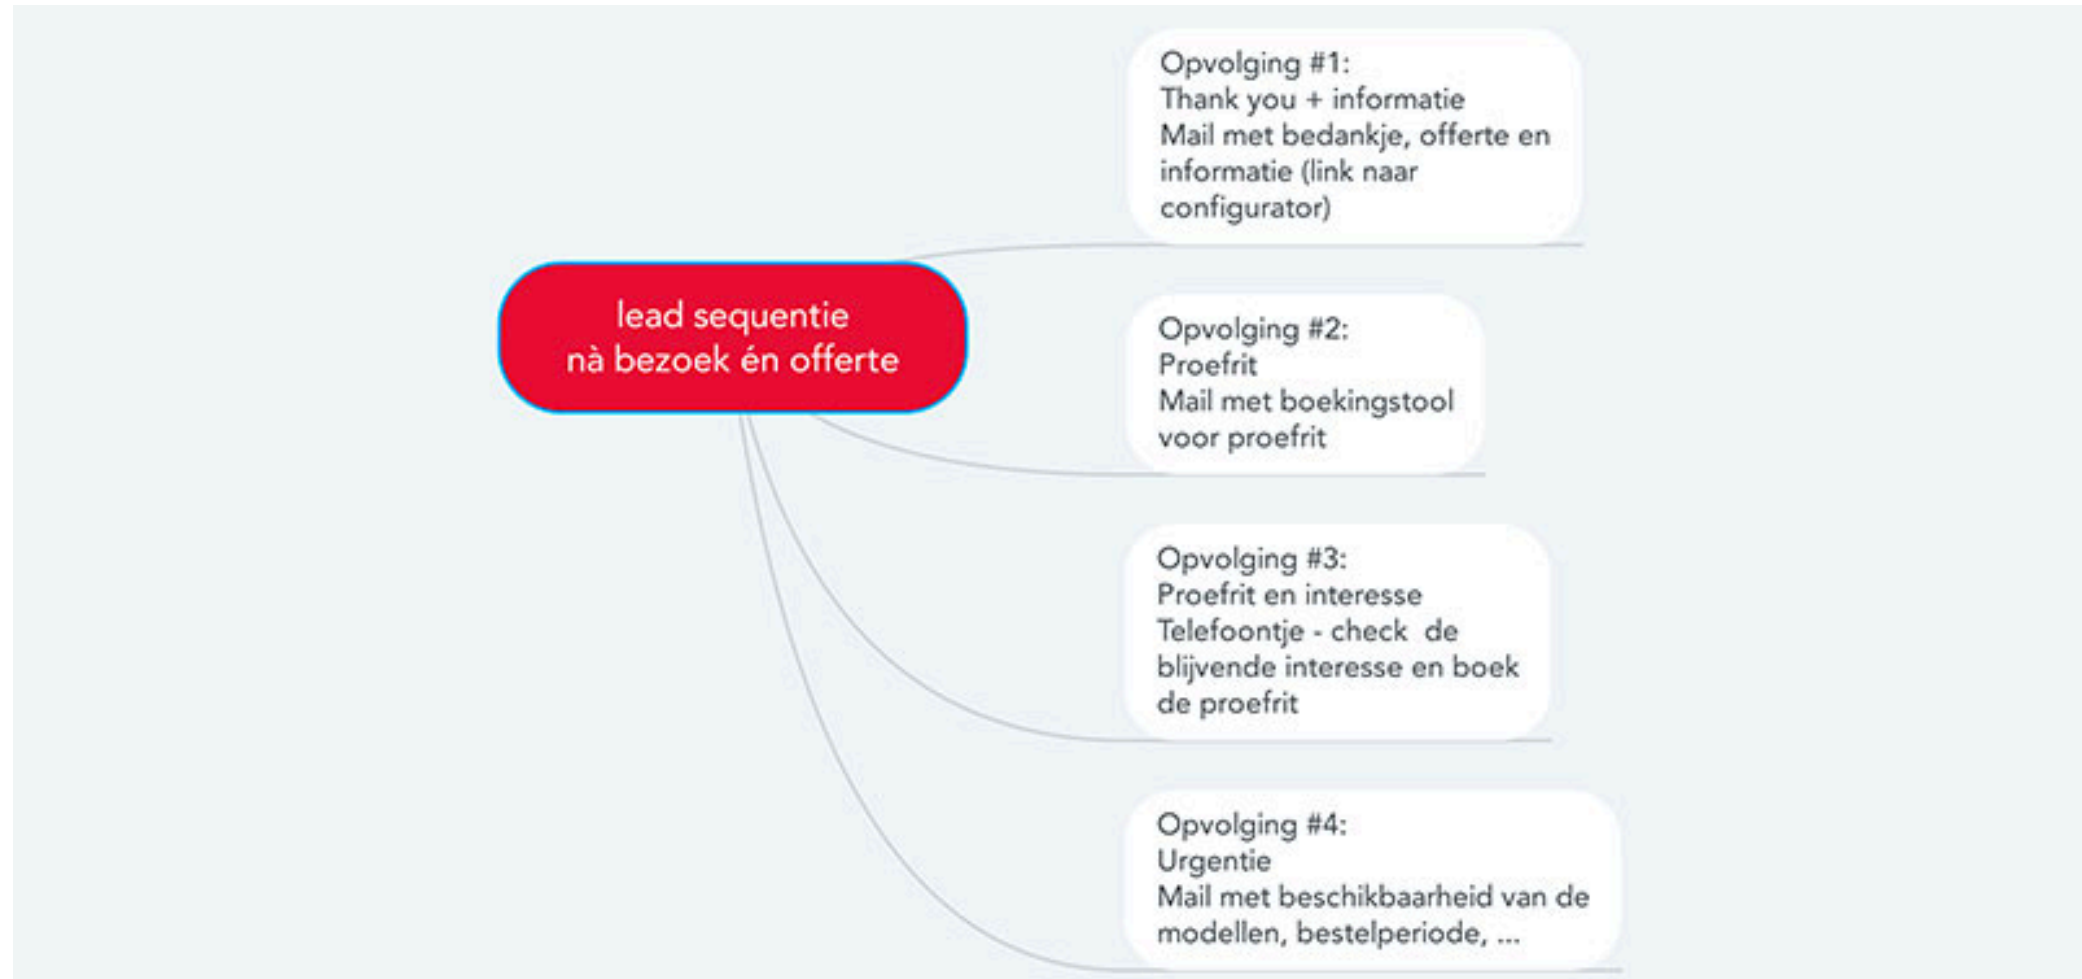 Opvolging #1:
Thank you + informatie
Mail met bedankje, offerte en
informatie (link naar
configurator)
lead sequentie
nà bezoek én offerte
Opvolging #2:
Proefrit
Mail met boekingstool
voor proefrit
Opvolging #3:
Proefrit en interesse
Telefoontje - check  de
blijvende interesse en boek
de proefrit
Opvolging #4:
Urgentie
Mail met beschikbaarheid van de
modellen, bestelperiode, ...